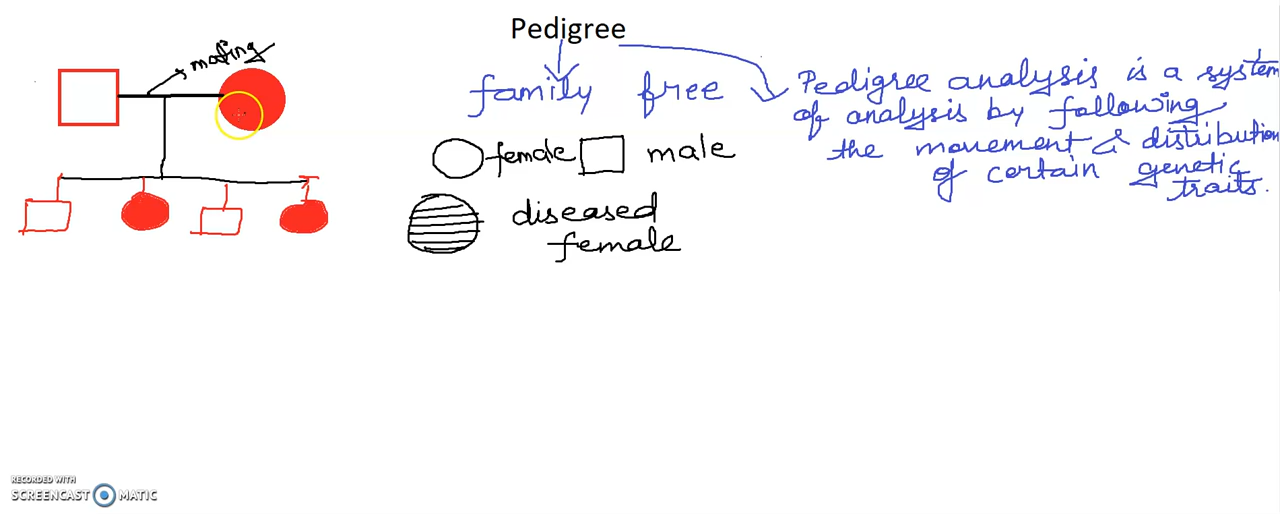 Pedigree
mating
family free
Pedigree analysis is a system
of analysis by following
the movement & distribution
of certain genetic
traits.
female male
diseased
female
RECORDED WITH
SCREENCAST MATIC